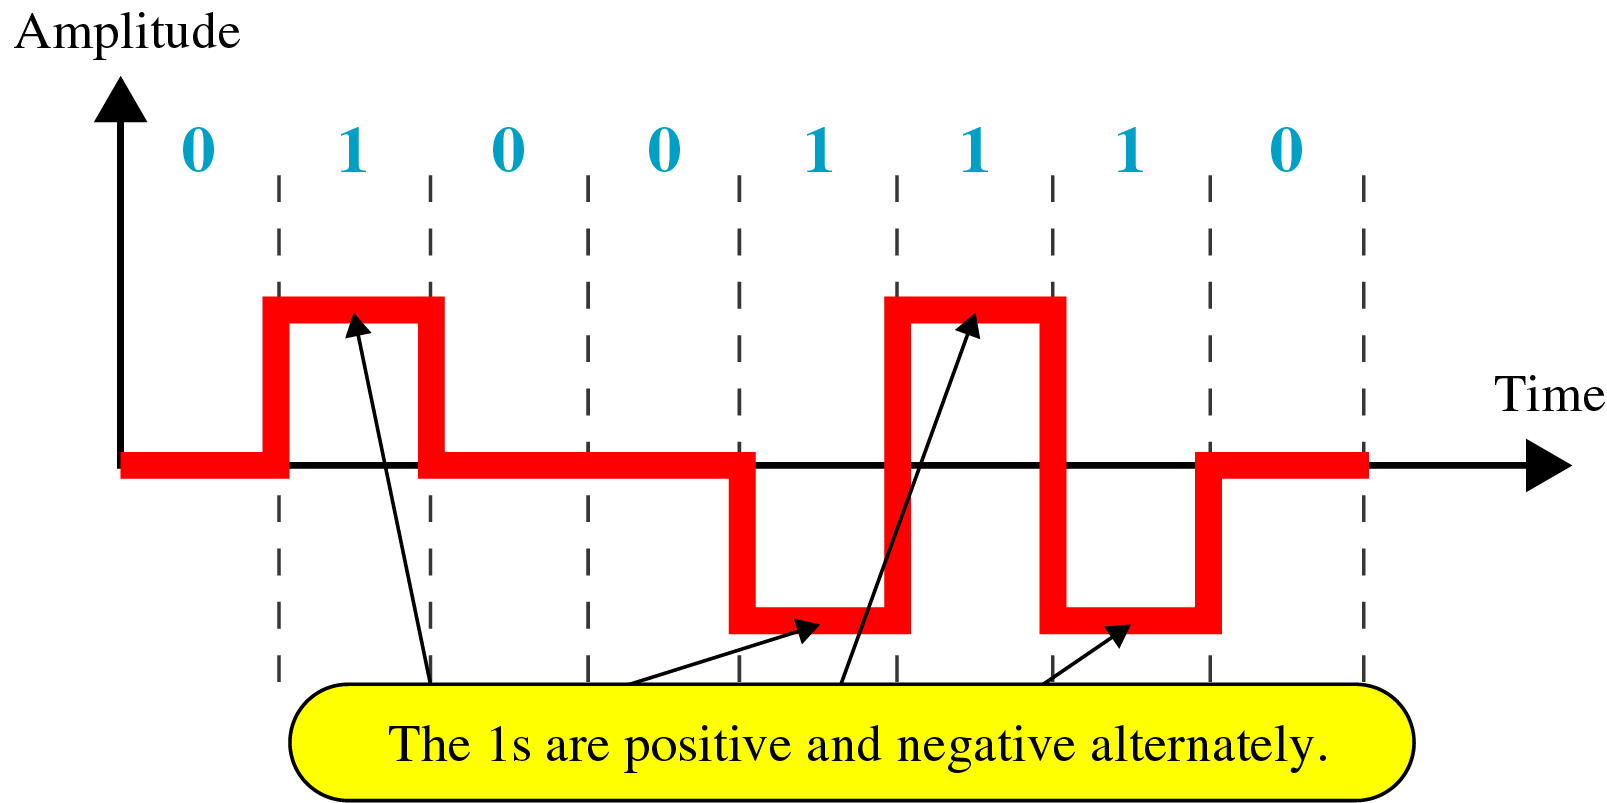 Amplitude
0 1 0 0 1 1 1 0
Time
The 1s are positive and negative alternately.